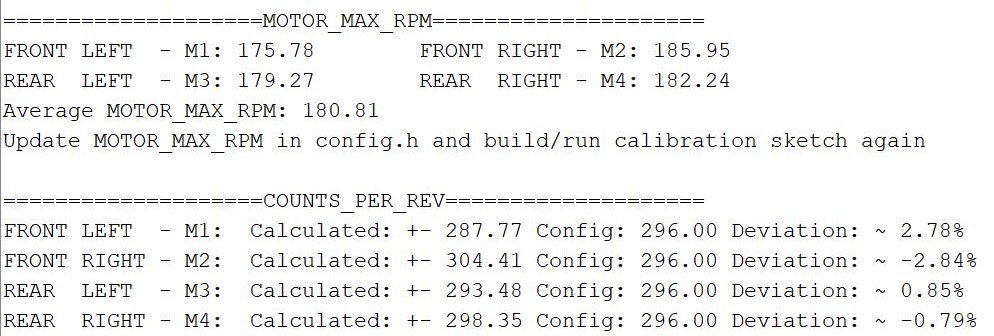 ====================MOTOR_MAX_RPM=====================
FRONT LEFT  - M1: 175.78       FRONT RIGHT - M2: 185.95
REAR  LEFT  - M3: 179.27       REAR  RIGHT - M4: 182.24
Average MOTOR_MAX_RPM: 180.81
Update MOTOR_MAX_RPM in config.h and build/run calibration sketch again

====================COUNTS_PER_REV====================
FRONT LEFT  - M1:  Calculated: +- 287.77 Config: 296.00 Deviation: ~ 2.78%
FRONT RIGHT - M2:  Calculated: +- 304.41 Config: 296.00 Deviation: ~ -2.84%
REAR  LEFT  - M3:  Calculated: +- 293.48 Config: 296.00 Deviation: ~ 0.85%
REAR  RIGHT - M4:  Calculated: +- 298.35 Config: 296.00 Deviation: ~ -0.79%